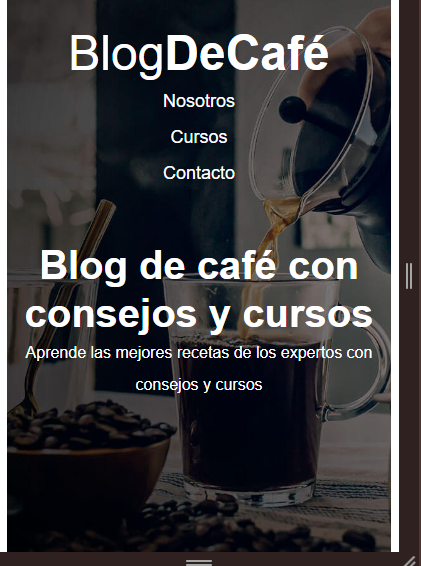 BlogDeCafé
Nosotros
Cursos
Contacto
Blog de café con
consejos y cursos
Aprende las mejores recetas de los expertos con
consejos y cursos